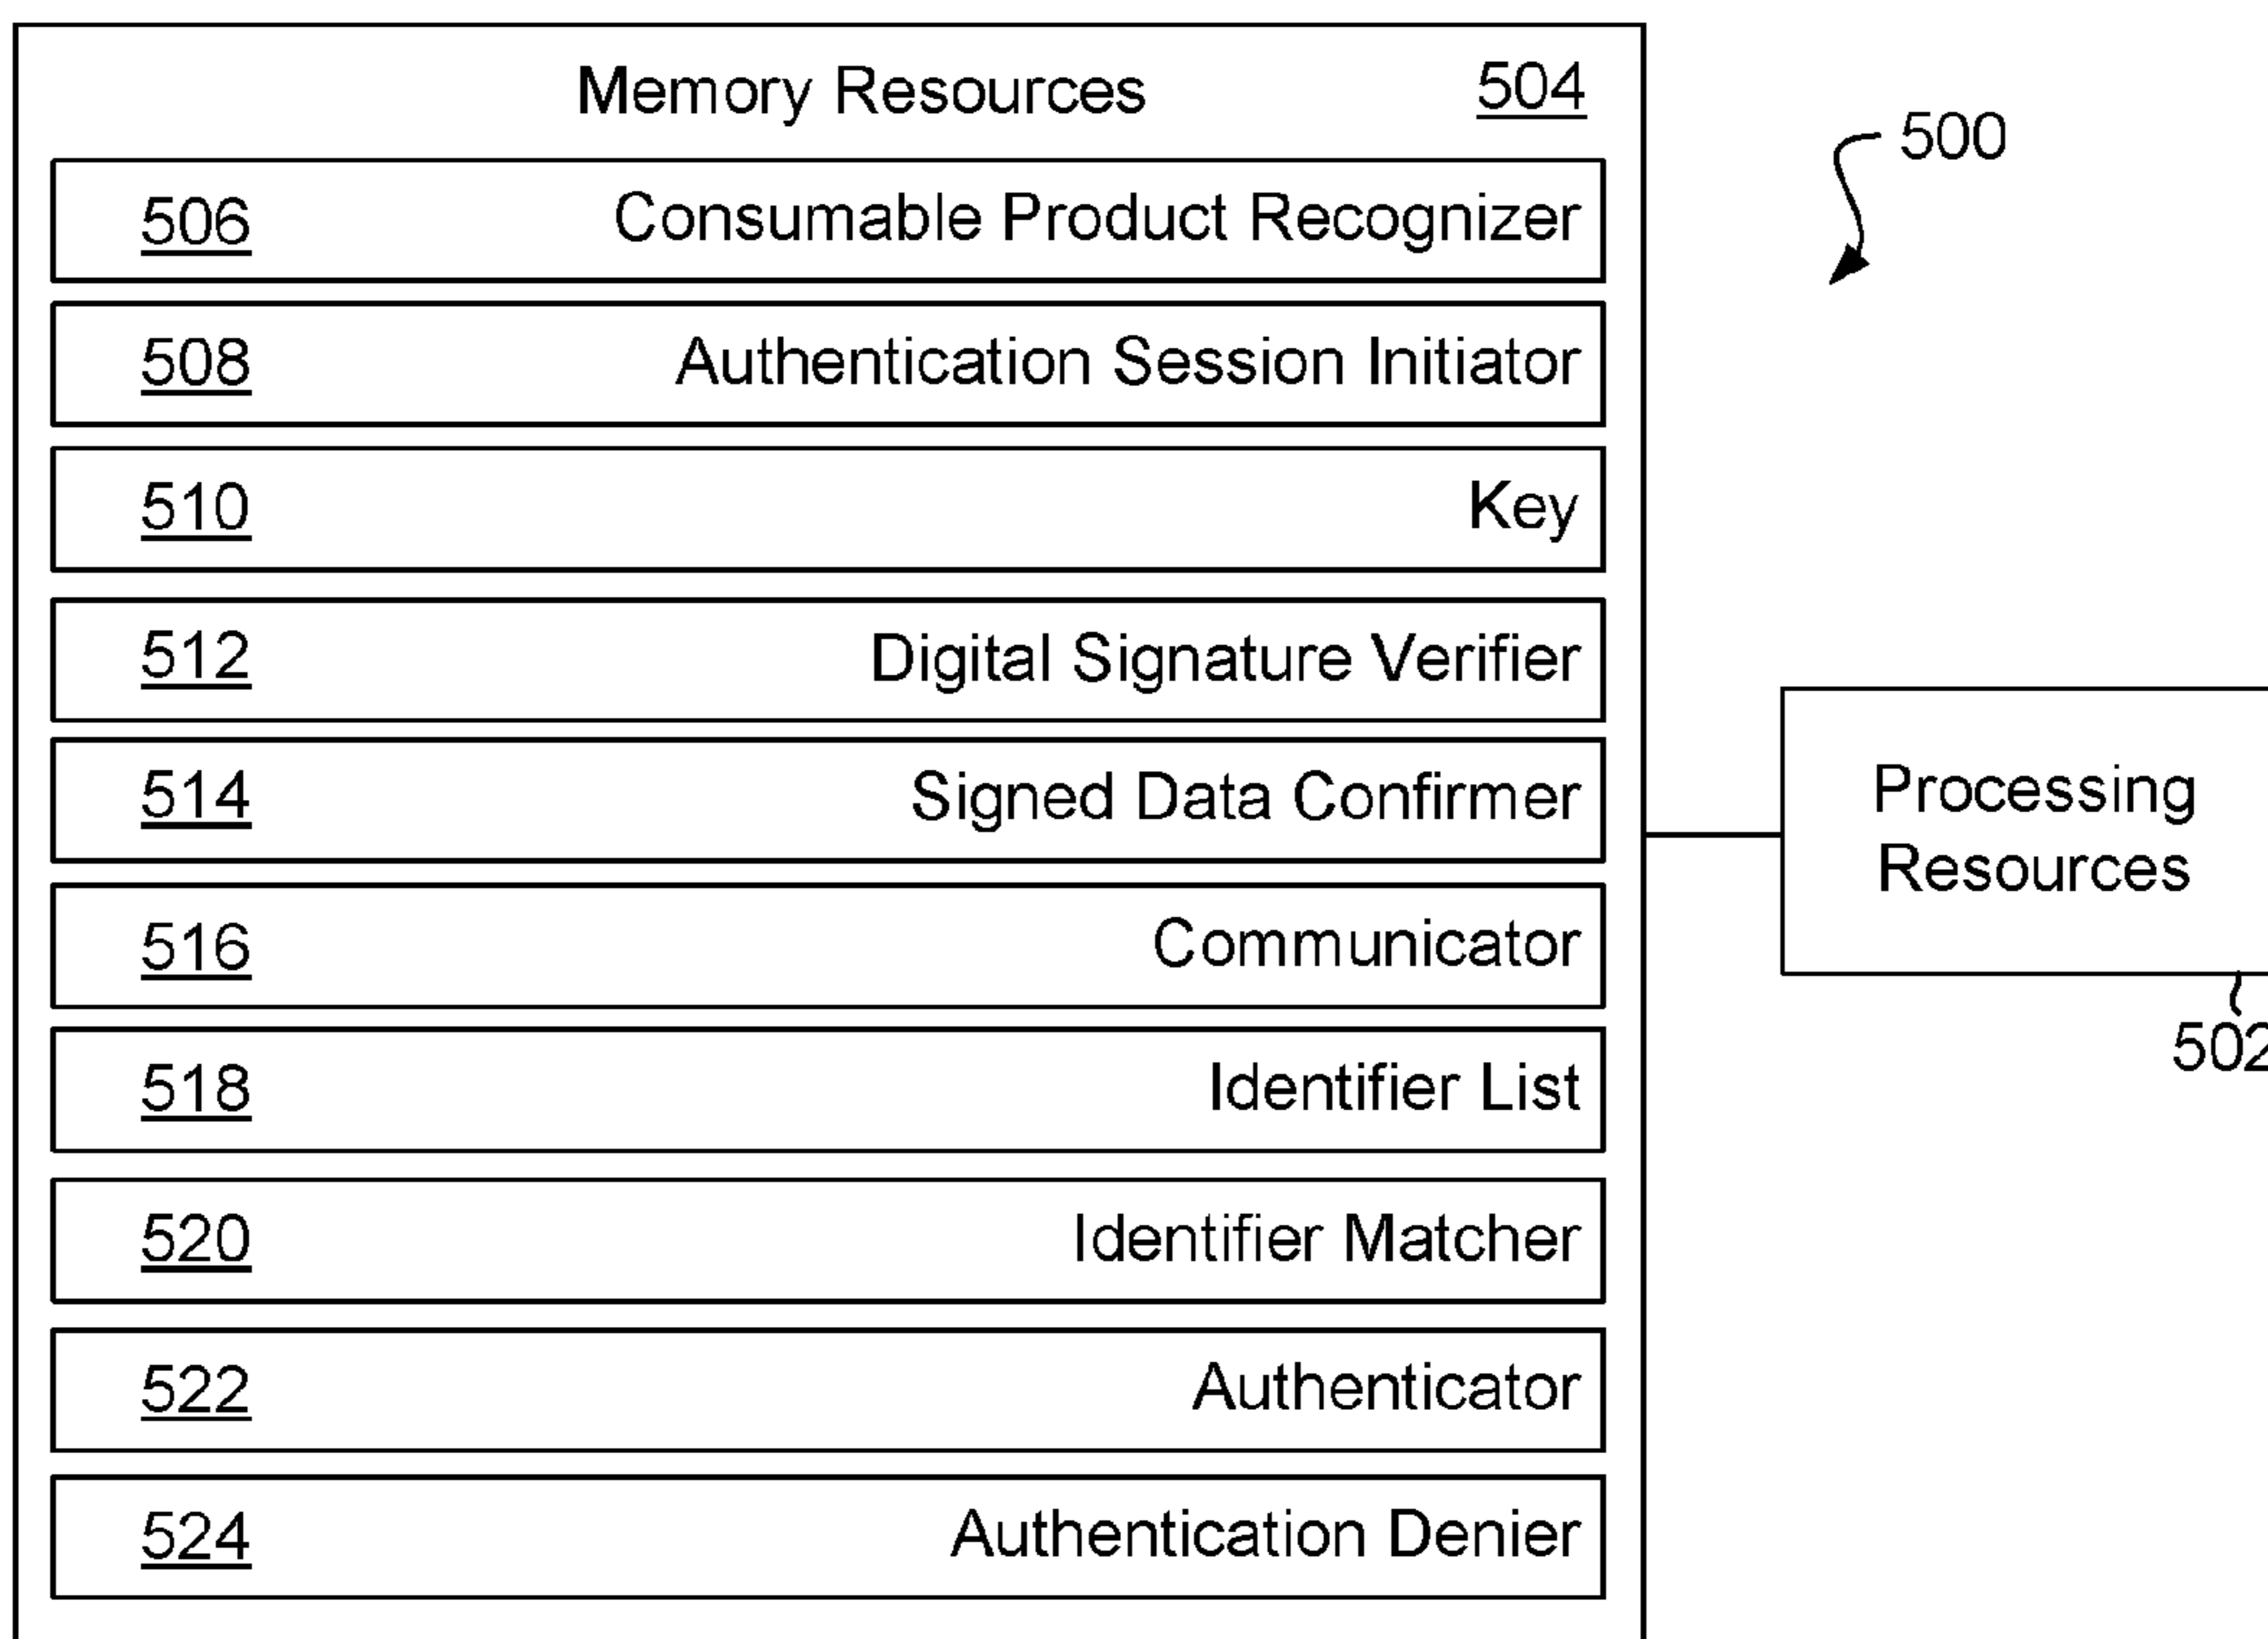 Memory Resources 504
500
506 Consumable Product Recognizer
508 Authentication Session Initiator
510 Key
512 Digital Signature Verifier
514 Signed Data Confirmer
516 Communicator
518 Identifier List
520 Identifier Matcher
522 Authenticator
524 Authentication Denier
Processing
Resources
502